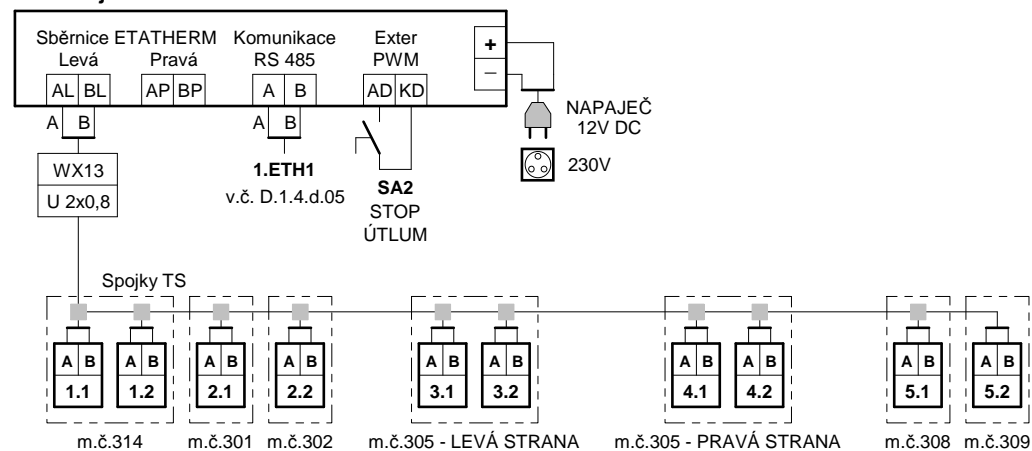 Sběrnice ETATHERM Komunikace Exter
Levá Pravá RS 485 PWM
+
–
AL BL AP BP A B AD KD
A B A B
NAPAJEČ
12V DC
230V
WX13
U 2x0,8
1.ETH1
v.č. D.1.4.d.05
SA2
STOP
ÚTLUM
Spojky TS
A B A B A B A B A B A B A B A B A B A B
1.1 1.2 2.1 2.2 3.1 3.2 4.1 4.2 5.1 5.2
m.č.314 m.č.301 m.č.302 m.č.305 - LEVÁ STRANA m.č.305 - PRAVÁ STRANA m.č.308 m.č.309